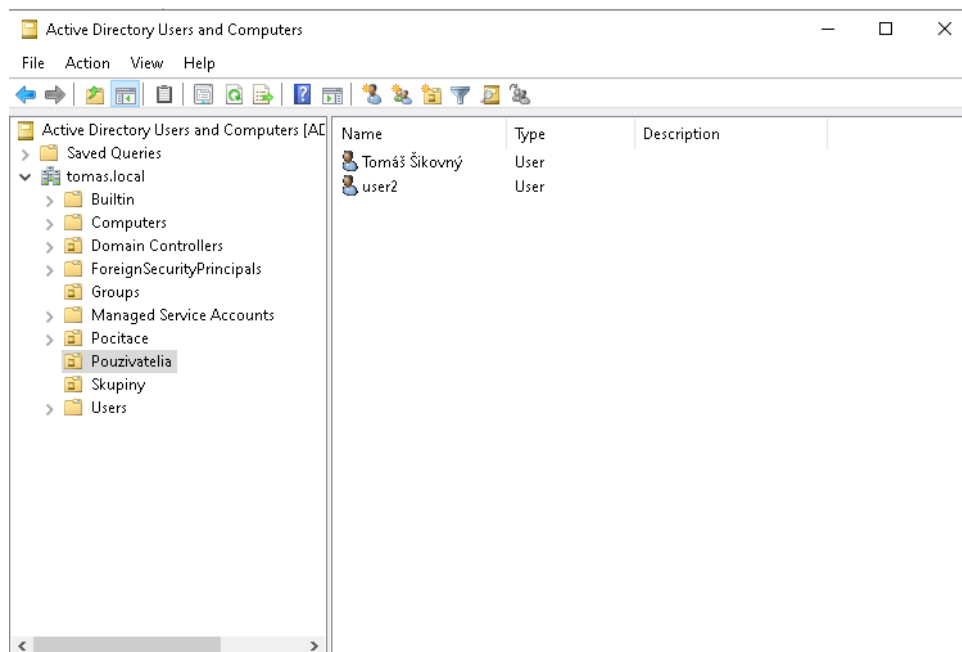 Active Directory Users and Computers
File Action View Help
Active Directory Users and Computers [AD
Saved Queries
tomas.local
Builtin
Computers
Domain Controllers
ForeignSecurityPrincipals
Groups
Managed Service Accounts
Pocitace
Pouzivatelia
Skupiny
Users
Name Type Description
Tomáš Šikovný User
user2 User